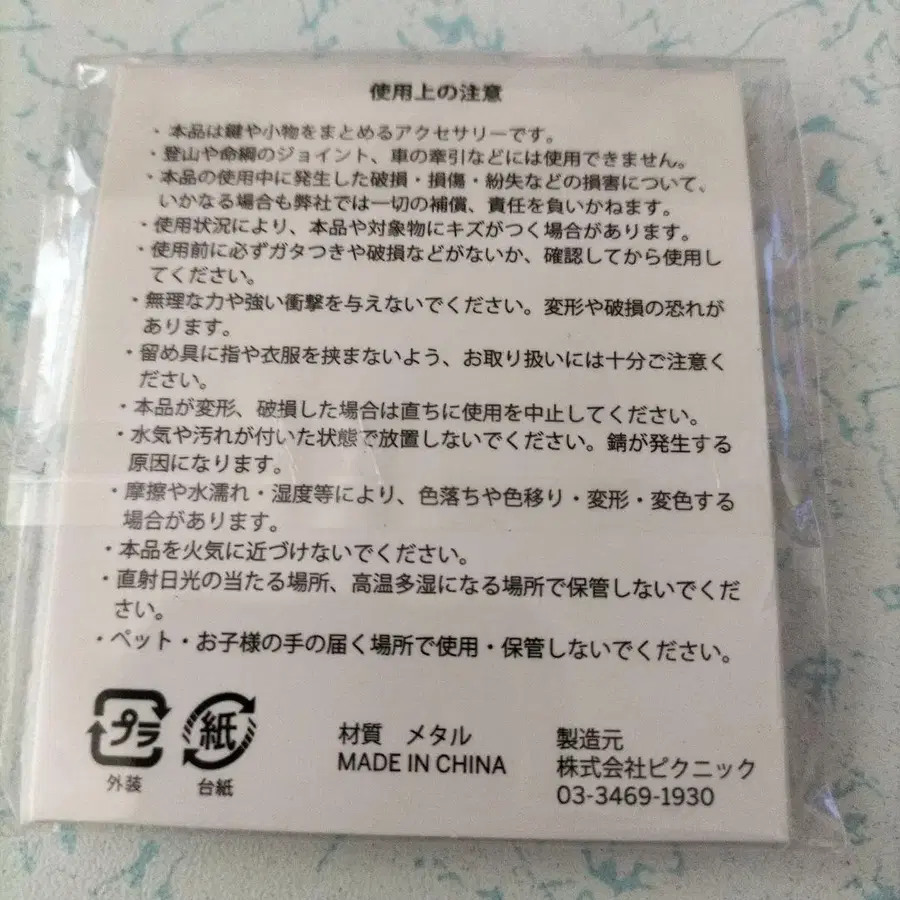 使用上の注意
・本品は鍵や小物をまとめるアクセサリーです。
・登山や命綱のジョイント、車の牽引などには使用できません。
・本品の使用中に発生した破損・損傷・紛失などの損害について、
いかなる場合も弊社では一切の補償、責任を負いかねます。
・使用状況により、本品や対象物にキズがつく場合があります。
・使用前に必ずガタつきや破損などがないか、確認してから使用し
てください。
・無理な力や強い衝撃を与えないでください。変形や破損の恐れが
あります。
・留め具に指や衣服を挟まないよう、お取り扱いには十分ご注意く
ださい。
・本品が変形、破損した場合は直ちに使用を中止してください。
・水気や汚れが付いた状態で放置しないでください。錆が発生する
原因になります。
・摩擦や水濡れ・湿度等により、色落ちや色移り・変形・変色する
場合があります。
・本品を火気に近づけないでください。
・直射日光の当たる場所、高温多湿になる場所で保管しないでくだ
さい。
・ペット・お子様の手の届く場所で使用・保管しないでください。
プラ
外装
紙
台紙
材質 メタル
MADE IN CHINA
製造元
株式会社ピクニック
03-3469-1930